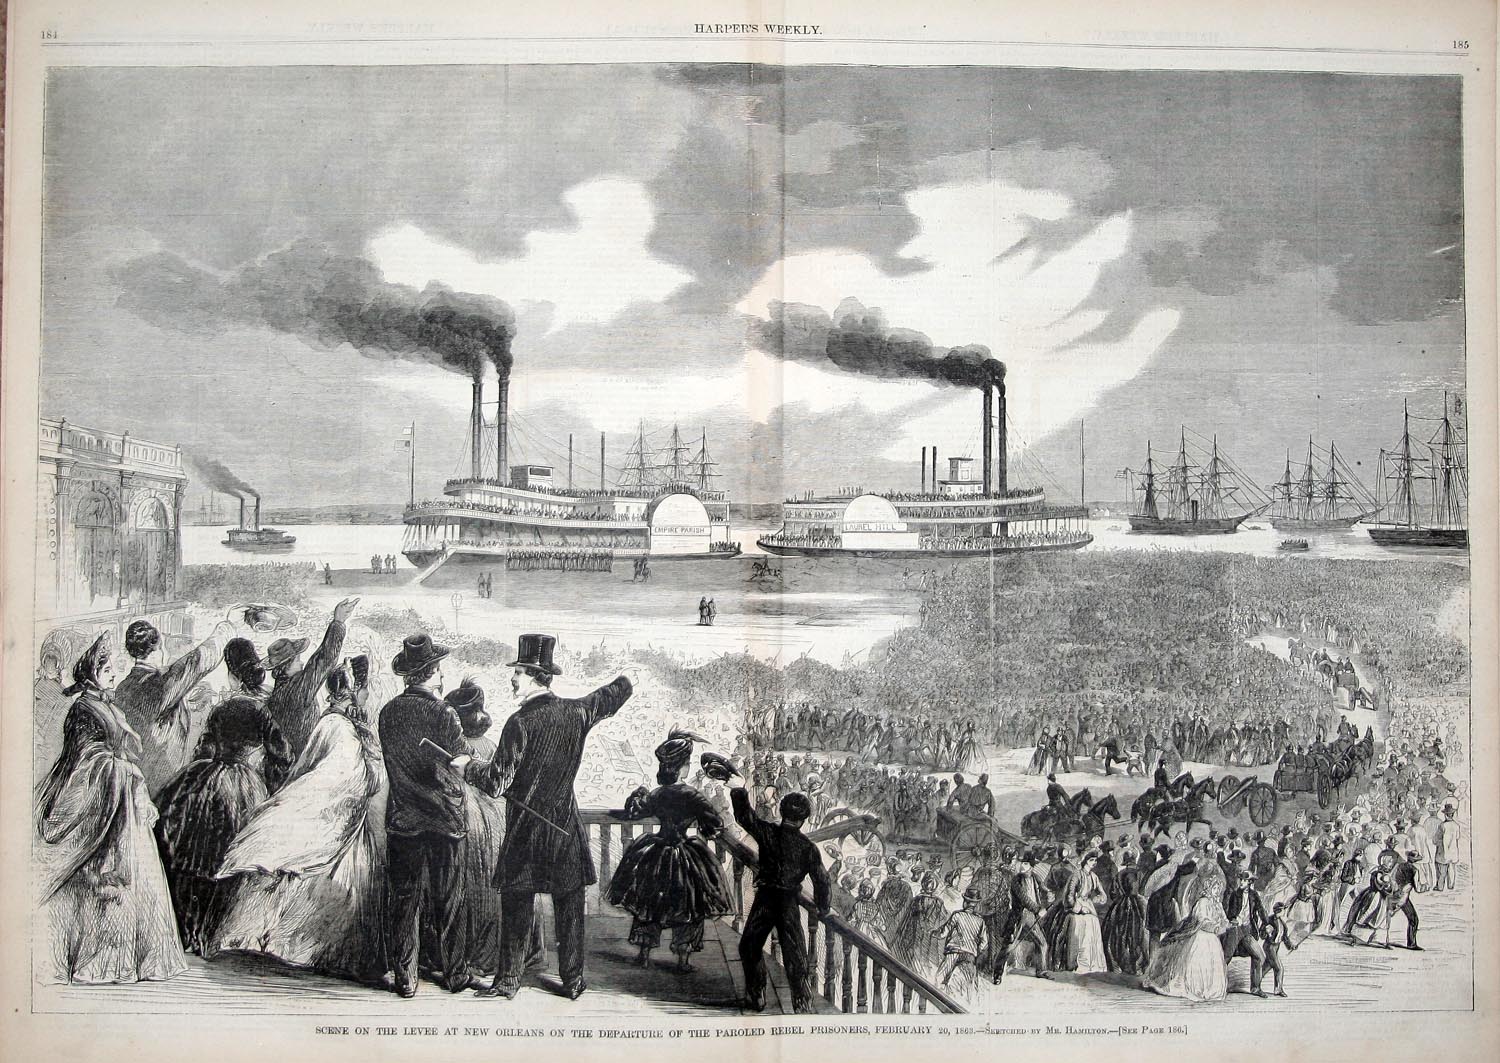 184
HARPER'S WEEKLY.
185
EMPIRE PARISH
LAUREL HILL
SCENE ON THE LEVEE AT NEW ORLEANS ON THE DEPARTURE OF THE PAROLED REBEL PRISONERS, FEBRUARY 20, 1863.—SKETCHED BY MR. HAMILTON.—[SEE PAGE 186.]